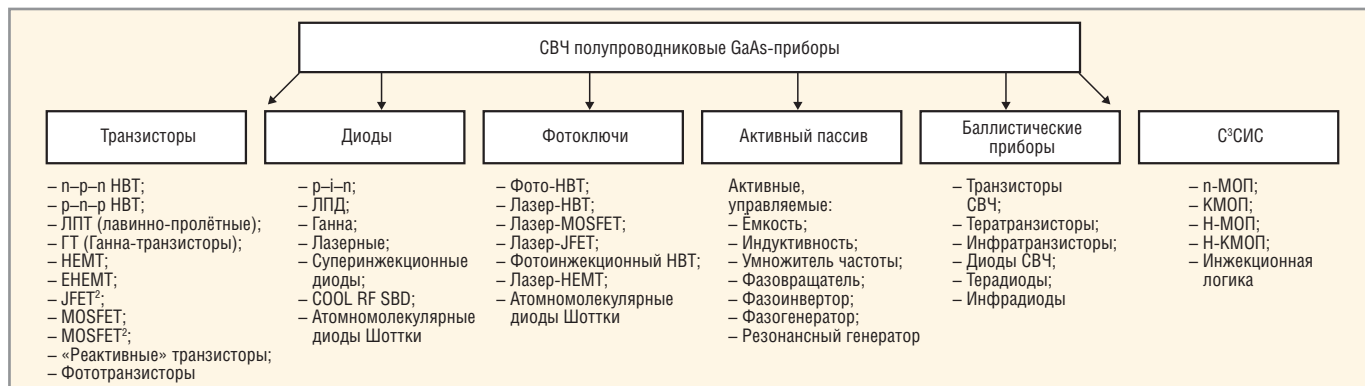 СВЧ полупроводниковые GaAs-приборы
Транзисторы
– n–p–n HBT;
– p–n–p HBT;
– ЛПТ (лавинно-пролётные);
– ГТ (Ганна-транзисторы);
– HEMT;
– EHEMT;
– JFET²;
– MOSFET;
– MOSFET²;
– «Реактивные» транзисторы;
– Фототранзисторы
Диоды
– p–i–n;
– ЛПД;
– Ганна;
– Лазерные;
– Суперинжекционные
диоды;
– COOL RF SBD;
– Атомномолекулярные
диоды Шоттки
Фотоключи
– Фото-HBT;
– Лазер-HBT;
– Лазер-MOSFET;
– Лазер-JFET;
– Фотоинжекционный HBT;
– Лазер-HEMT;
– Атомномолекулярные
диоды Шоттки
Активный пассив
Активные,
управляемые:
– Ёмкость;
– Индуктивность;
– Умножитель частоты;
– Фазовращатель;
– Фазоинвертор;
– Фазогенератор;
– Резонансный генератор
Баллистические
приборы
– Транзисторы
СВЧ;
– Тератранзисторы;
– Инфратранзисторы;
– Диоды СВЧ;
– Терадиоды;
– Инфрадиоды
С³СИС
– n-МОП;
– КМОП;
– Н-МОП;
– Н-КМОП;
– Инжекционная
логика